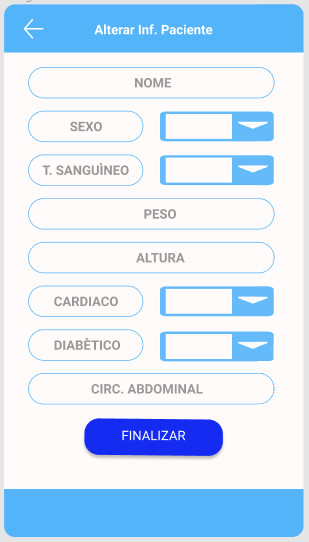 Alterar Inf. Paciente
NOME
SEXO
T. SANGUÌNEO
PESO
ALTURA
CARDIACO
DIABÈTICO
CIRC. ABDOMINAL
FINALIZAR